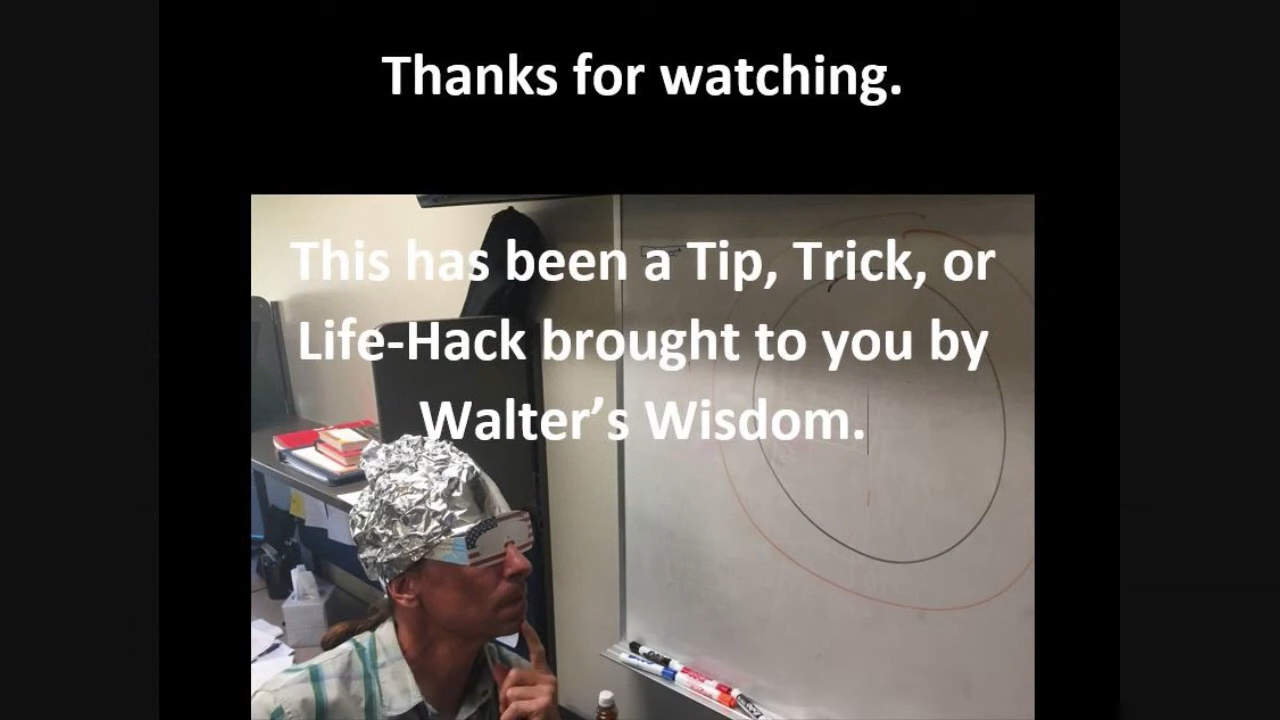 Thanks for watching.
This has been a Tip, Trick, or
Life-Hack brought to you by
Walter’s Wisdom.